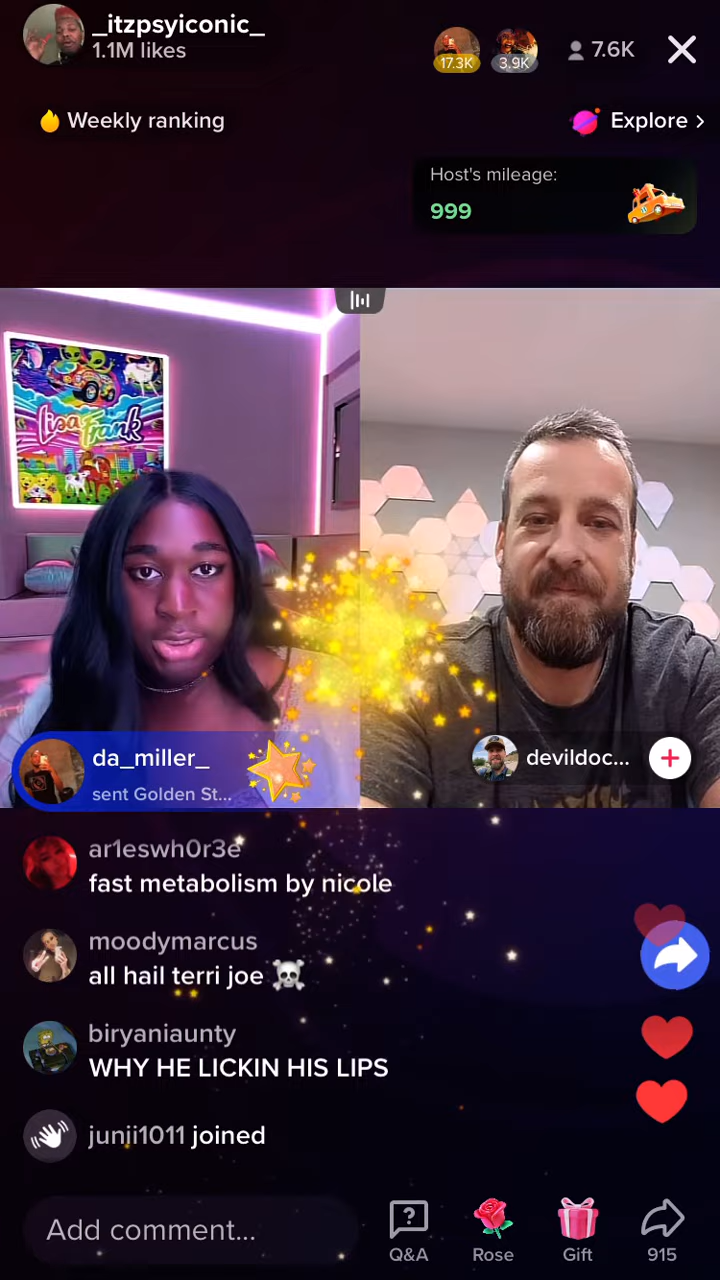 _itzpsyiconic_
1.1M likes
17.3K
3.9K
7.6K
Weekly ranking
Explore >
Host's mileage:
999
Lisa Frank
da_miller_
sent Golden St...
devildoc...
ar1eswh0r3e
fast metabolism by nicole
moodymarcus
all hail terri joe ☠️
biryaniaunty
WHY HE LICKIN HIS LIPS
junii1011 joined
Add comment...
Q&A
Rose
Gift
915